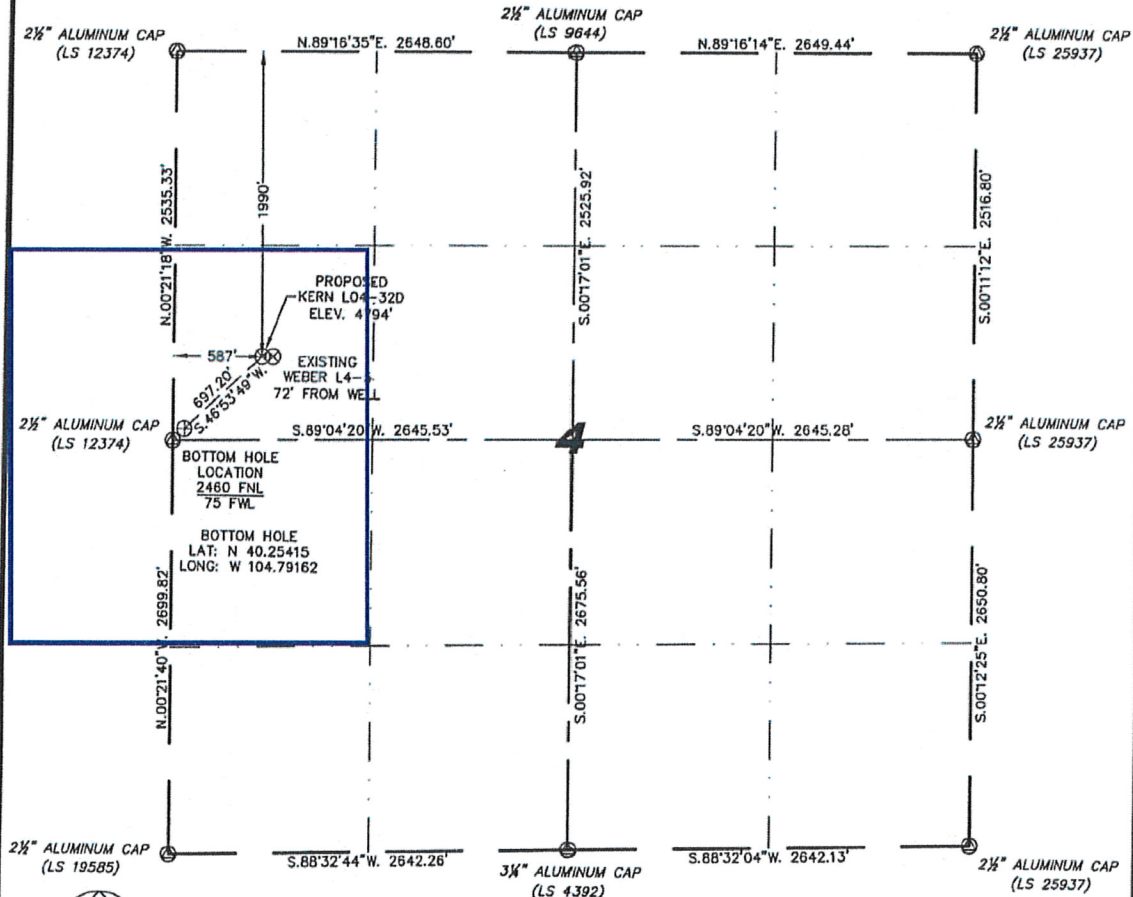 2½" ALUMINUM CAP
(LS 9644)
2½" ALUMINUM CAP
(LS 12374)
N.89°16'35"E. 2648.60'
N.89°16'14"E. 2649.44'
2½" ALUMINUM CAP
(LS 25937)
N.00°21'18"W. 2535.33'
1990'
S.00°17'01"E. 2525.92'
S.00°11'12"E. 2516.80'
PROPOSED
KERN L04-32D
ELEV. 4794'
587'
EXISTING
WEBER L4-
72' FROM WELL
697.20'
S.46°53'49"W.
2½" ALUMINUM CAP
(LS 12374)
S.89°04'20"W. 2645.53'
4
S.89°04'20"W. 2645.28'
2½" ALUMINUM CAP
(LS 25937)
BOTTOM HOLE
LOCATION
2460 FNL
75 FWL
BOTTOM HOLE
LAT: N 40.25415
LONG: W 104.79162
N.00°21'40"W. 2699.82'
S.00°17'01"E. 2675.56'
S.00°12'25"E. 2650.80'
2½" ALUMINUM CAP
(LS 19585)
S.88°32'44"W. 2642.26'
3¼" ALUMINUM CAP
(LS 4392)
S.88°32'04"W. 2642.13'
2½" ALUMINUM CAP
(LS 25937)